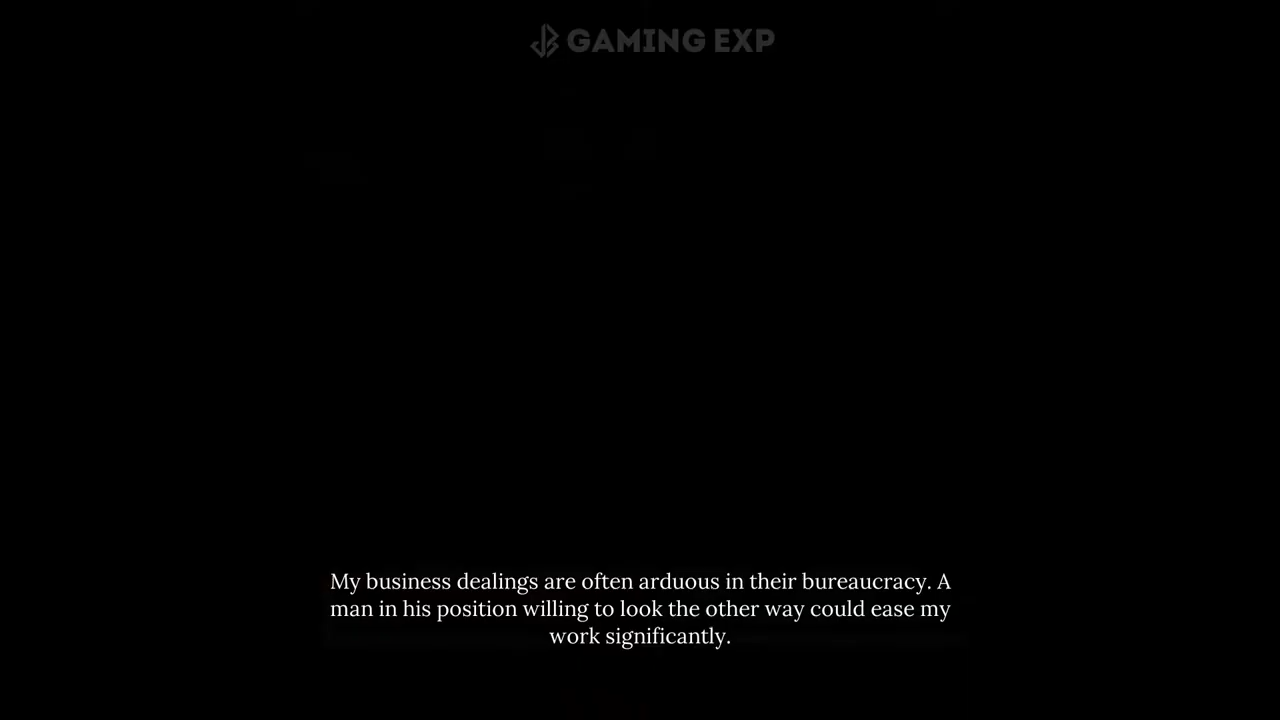 GAMING EXP
My business dealings are often arduous in their bureaucracy. A
man in his position willing to look the other way could ease my
work significantly.